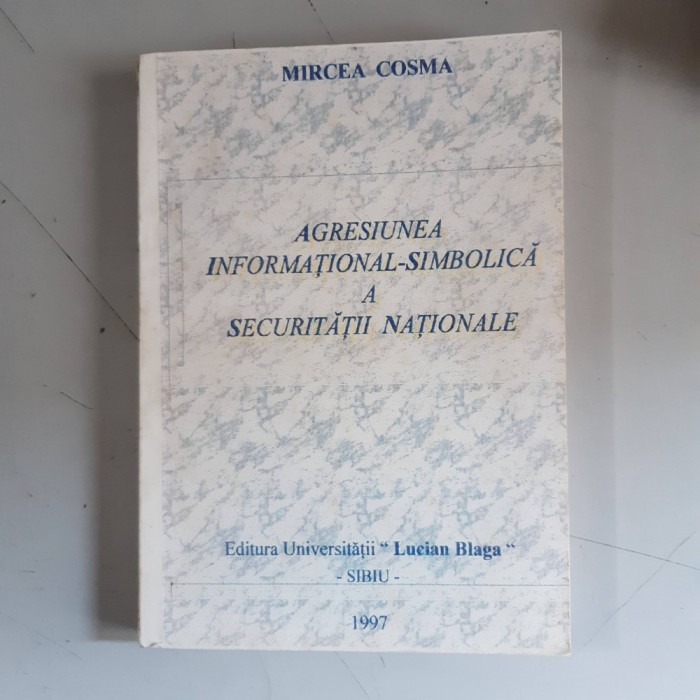 MIRCEA COSMA
AGRESIUNEA
INFORMAȚIONAL-SIMBOLICĂ
A
SECURITĂȚII NAȚIONALE
Editura Universității “ Lucian Blaga “
- SIBIU -
1997